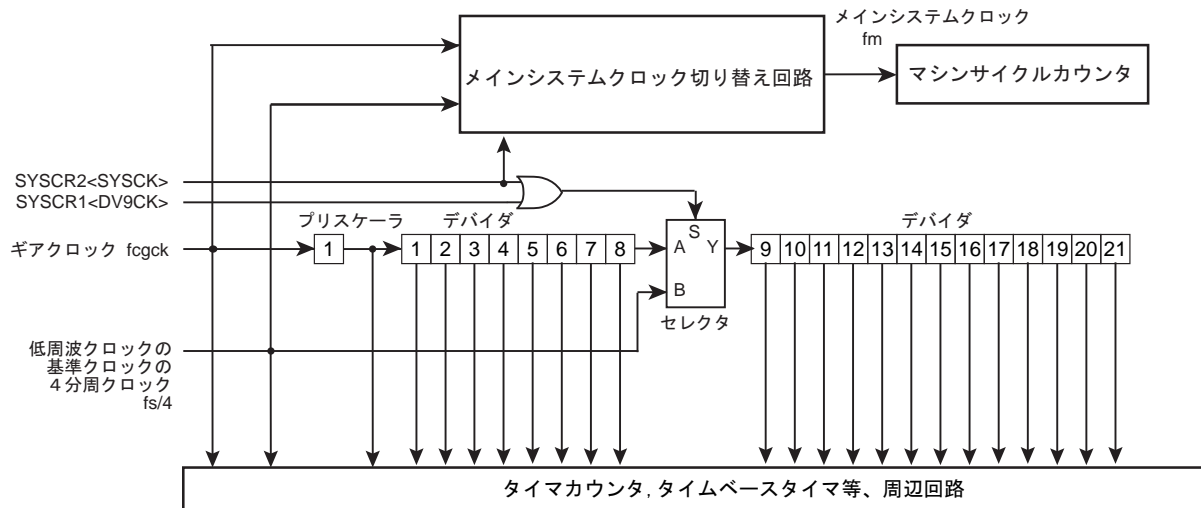 メインシステムクロック
fm
メインシステムクロック切り替え回路
マシンサイクルカウンタ
SYSCR2<SYSCK>
SYSCR1<DV9CK>
プリスケーラ
デバイダ
デバイダ
ギアクロック fcgck
1
1 2 3 4 5 6 7 8
A
S
Y
B
セレクタ
9 10 11 12 13 14 15 16 17 18 19 20 21
低周波クロックの
基準クロックの
4分周クロック
fs/4
タイマカウンタ, タイムベースタイマ等、周辺回路